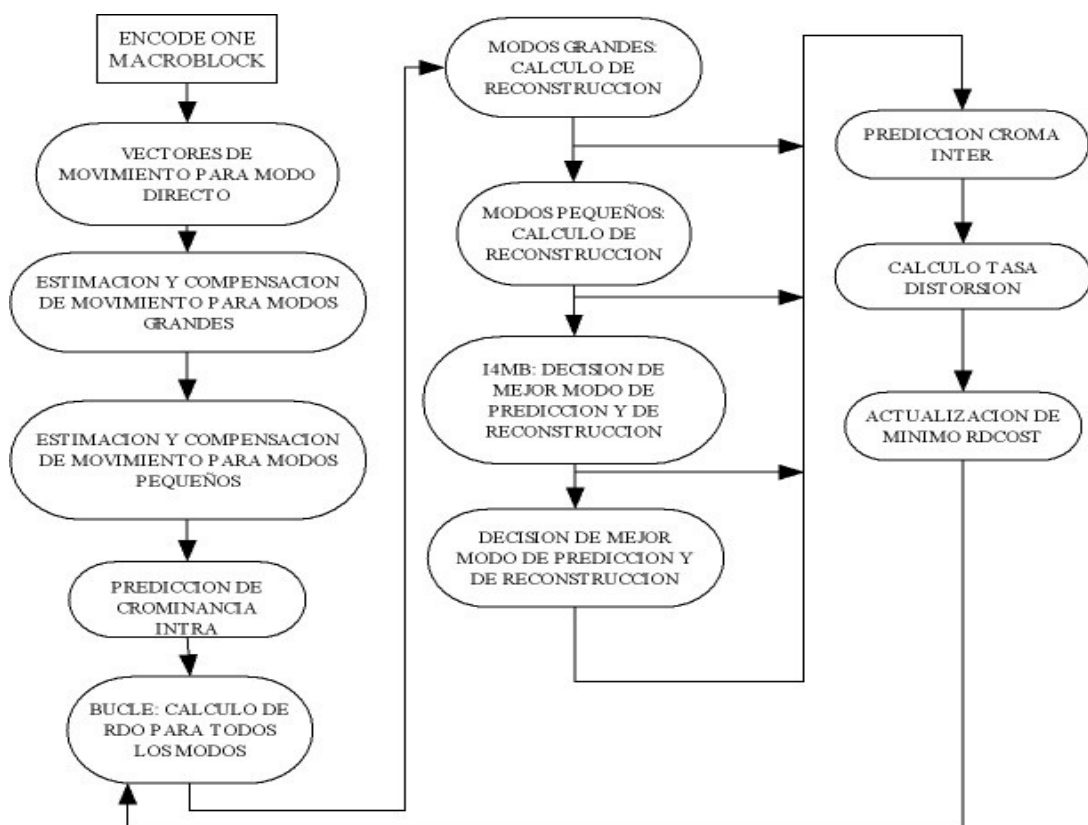 ENCODE ONE
MACROBLOCK
VECTORES DE
MOVIMIENTO PARA MODO
DIRECTO
ESTIMACION Y COMPENSACION
DE MOVIMIENTO PARA MODOS
GRANDES
ESTIMACION Y COMPENSACION
DE MOVIMIENTO PARA MODOS
PEQUEÑOS
PREDICCION DE
CROMINANCIA
INTRA
BUCLE: CALCULO DE
RDO PARA TODOS
LOS MODOS
MODOS GRANDES:
CALCULO DE
RECONSTRUCCION
MODOS PEQUEÑOS:
CALCULO DE
RECONSTRUCCION
I4MB: DECISION DE
MEJOR MODO DE
PREDICCION Y DE
RECONSTRUCCION
DECISION DE MEJOR
MODO DE PREDICCION Y
DE RECONSTRUCCION
PREDICCION CROMA
INTER
CALCULO TASA
DISTORSION
ACTUALIZACION DE
MINIMO RDCOST